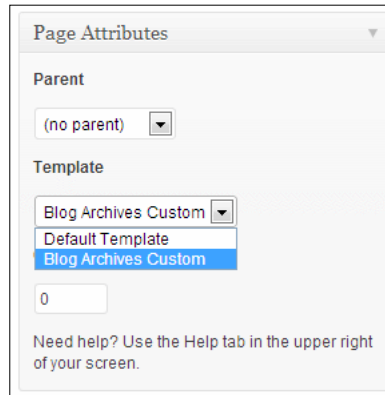 Page Attributes
Parent
(no parent)
Template
Blog Archives Custom
Default Template
Blog Archives Custom
0
Need help? Use the Help tab in the upper right
of your screen.